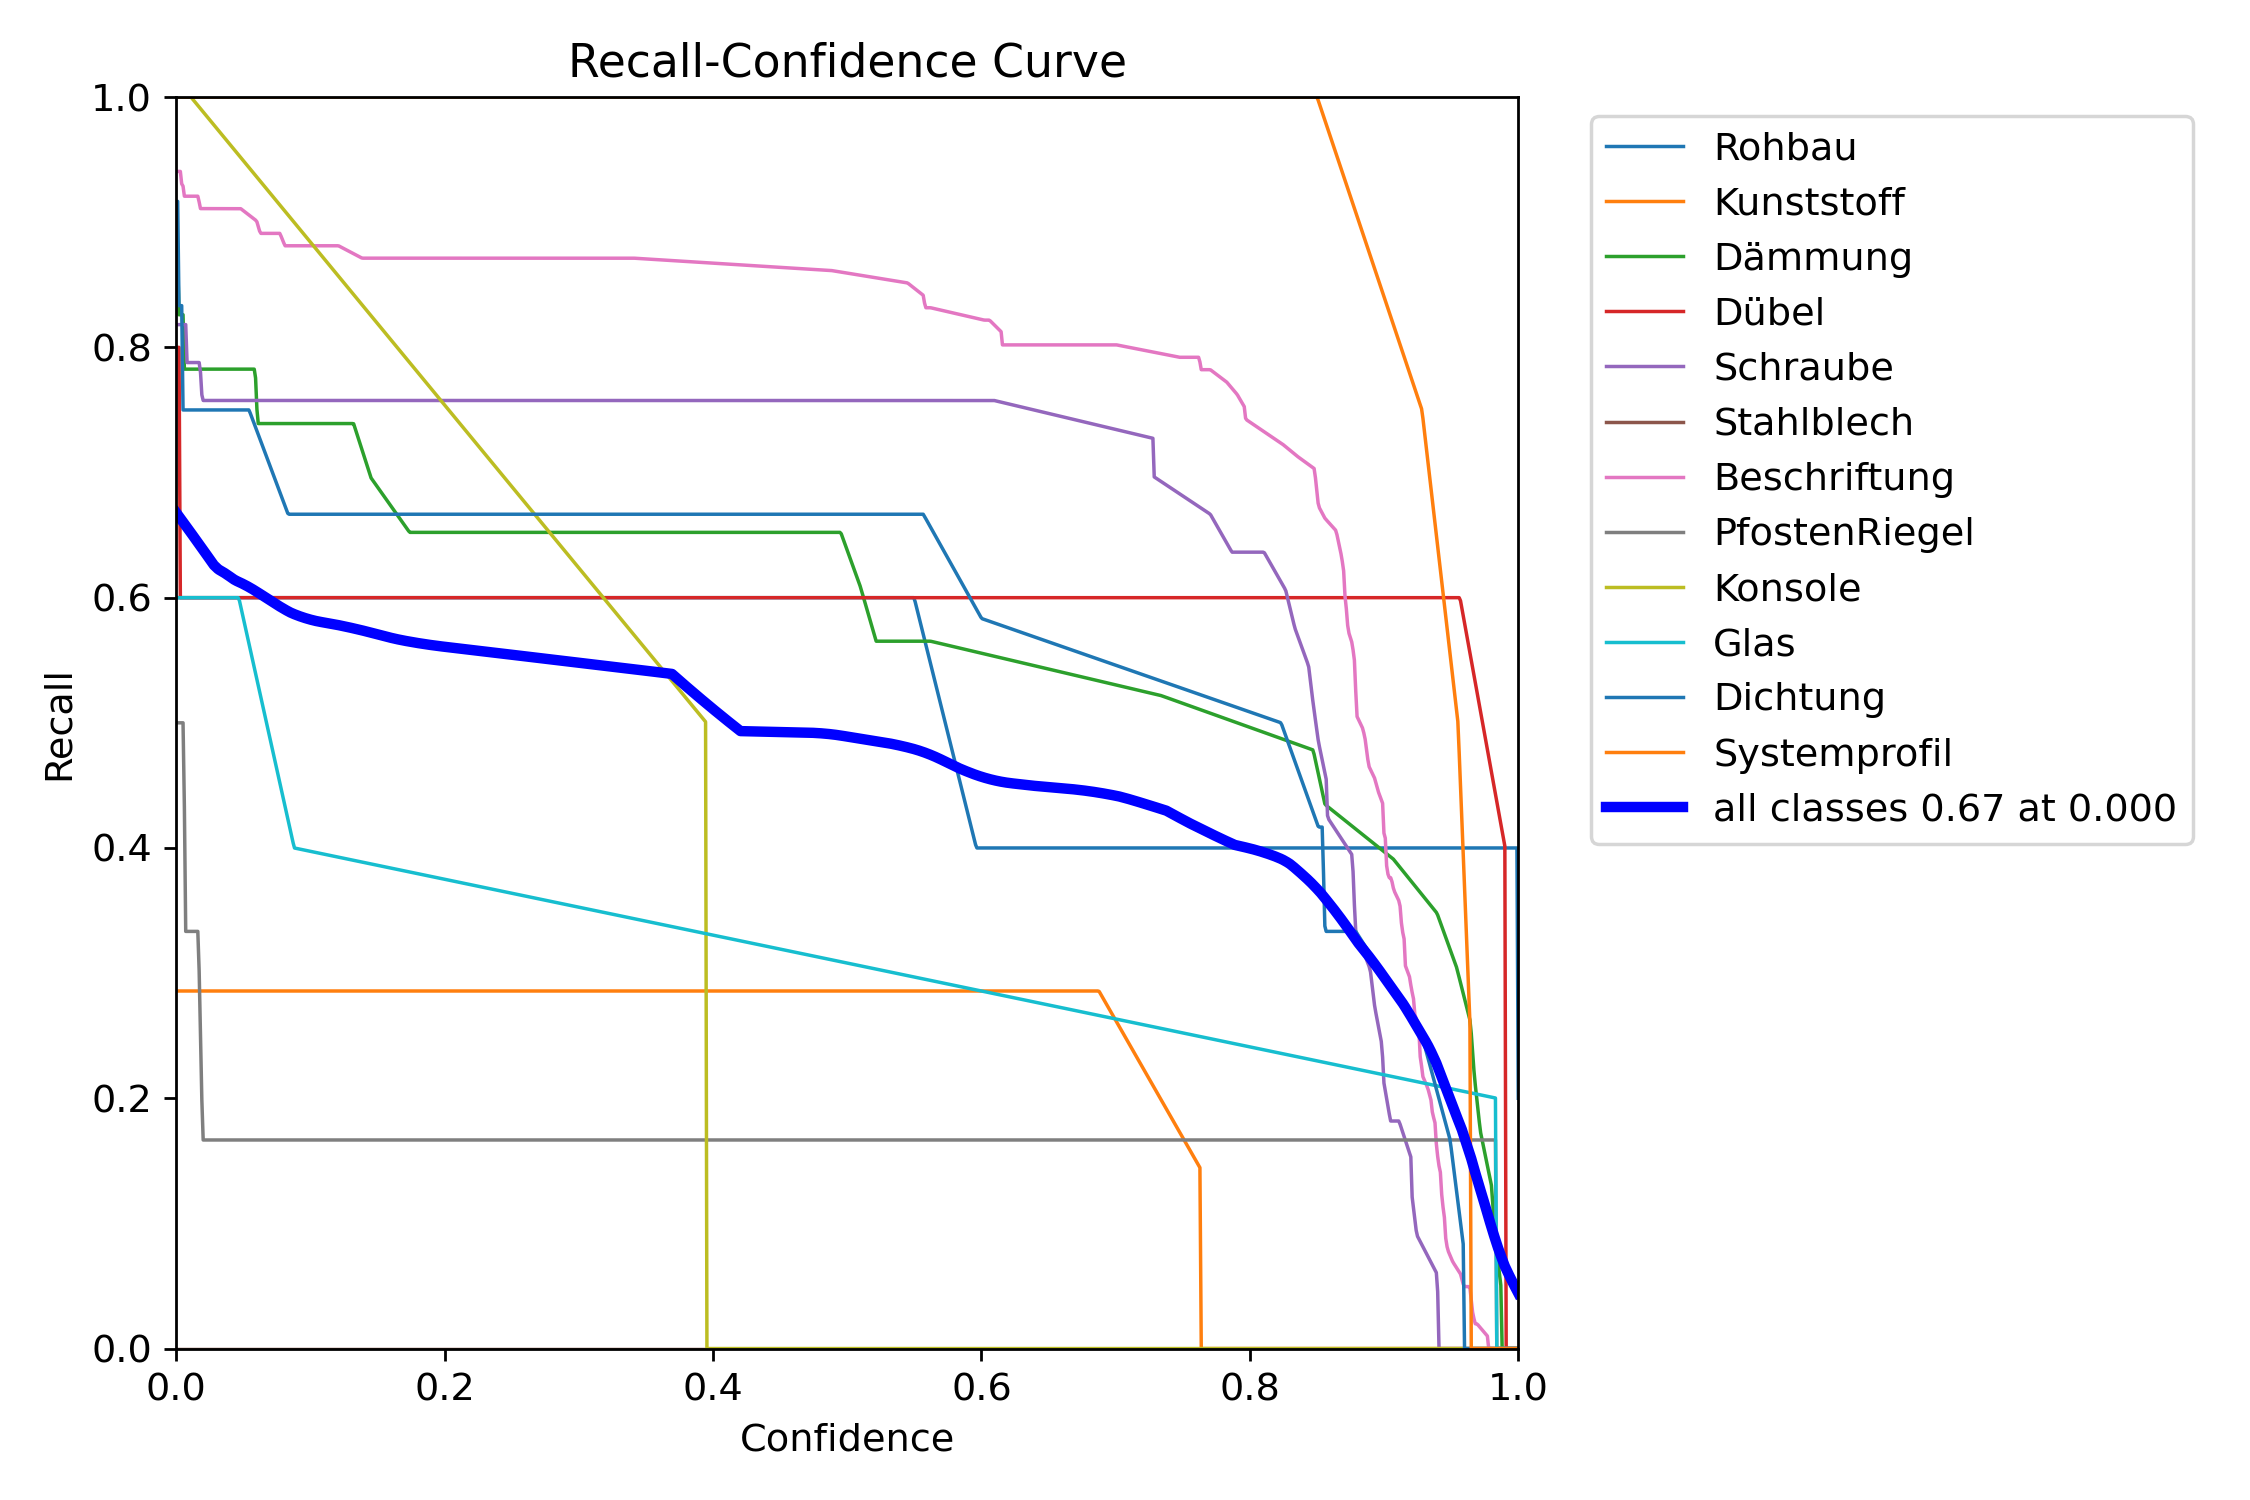 Recall-Confidence Curve
1.0
0.8
0.6
0.4
0.2
0.0
Recall
0.0 0.2 0.4 0.6 0.8 1.0
Confidence
Rohbau
Kunststoff
Dämmung
Dübel
Schraube
Stahlblech
Beschriftung
PfostenRiegel
Konsole
Glas
Dichtung
Systemprofil
all classes 0.67 at 0.000